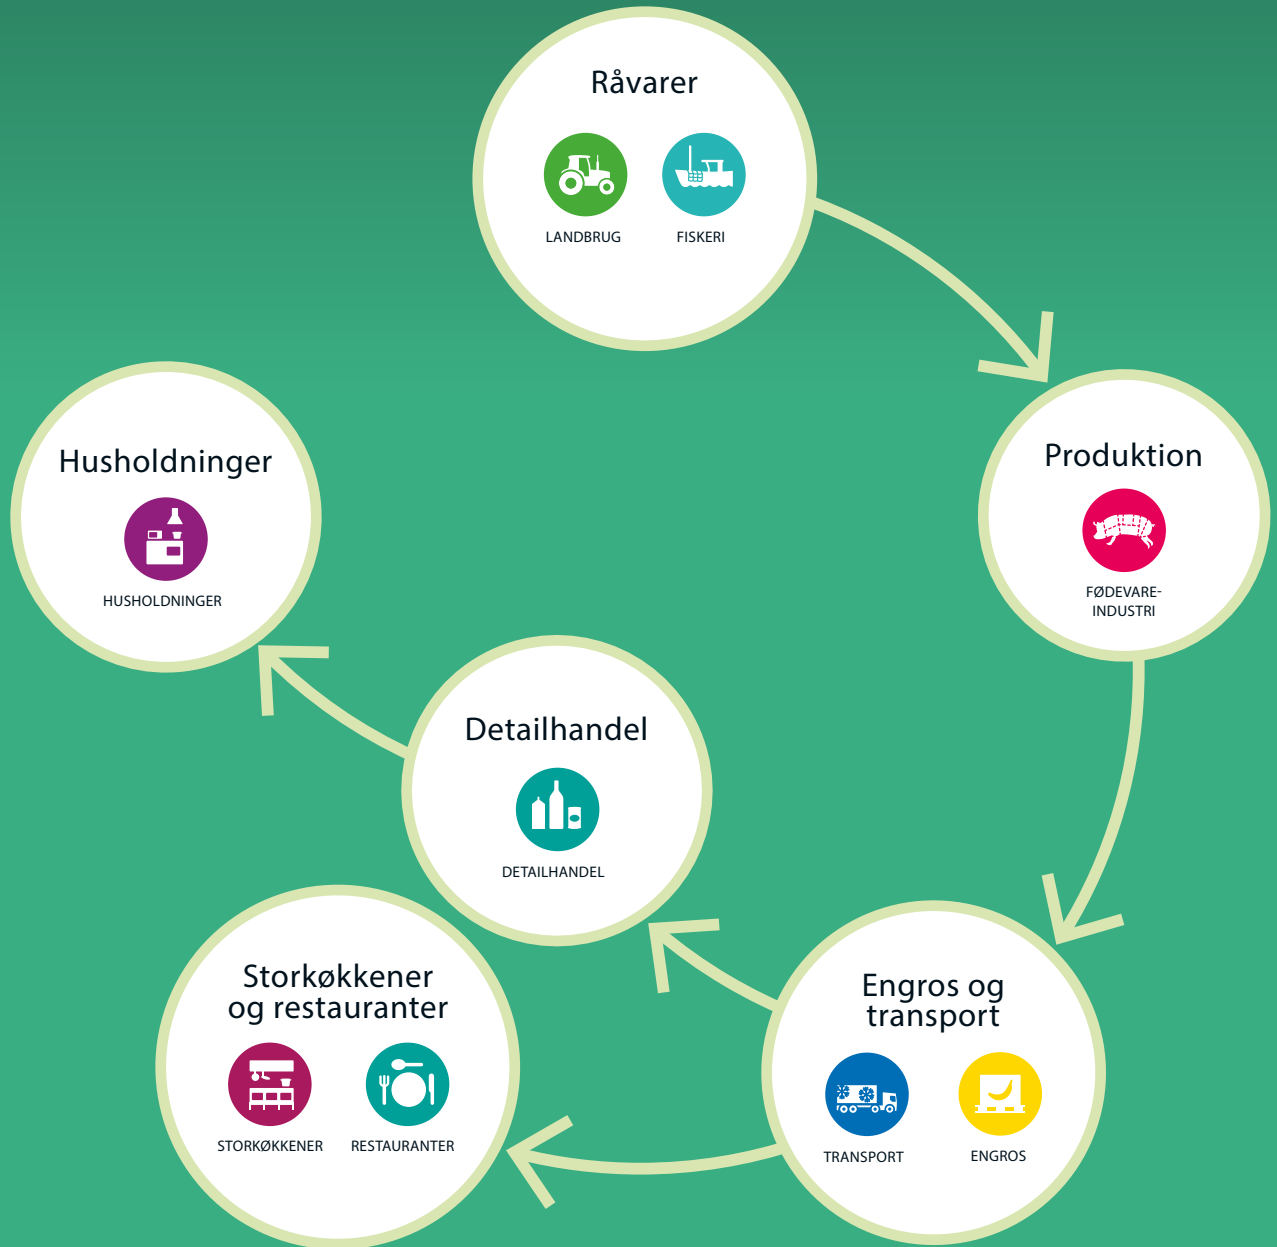 Råvarer
LANDBRUG
FISKERI
Produktion
FØDEVARE-
INDUSTRI
Husholdninger
HUSHOLDNINGER
Detailhandel
DETAILHANDEL
Storkøkkener
og restauranter
STORKØKKENER
RESTAURANTER
Engros og
transport
TRANSPORT
ENGROS